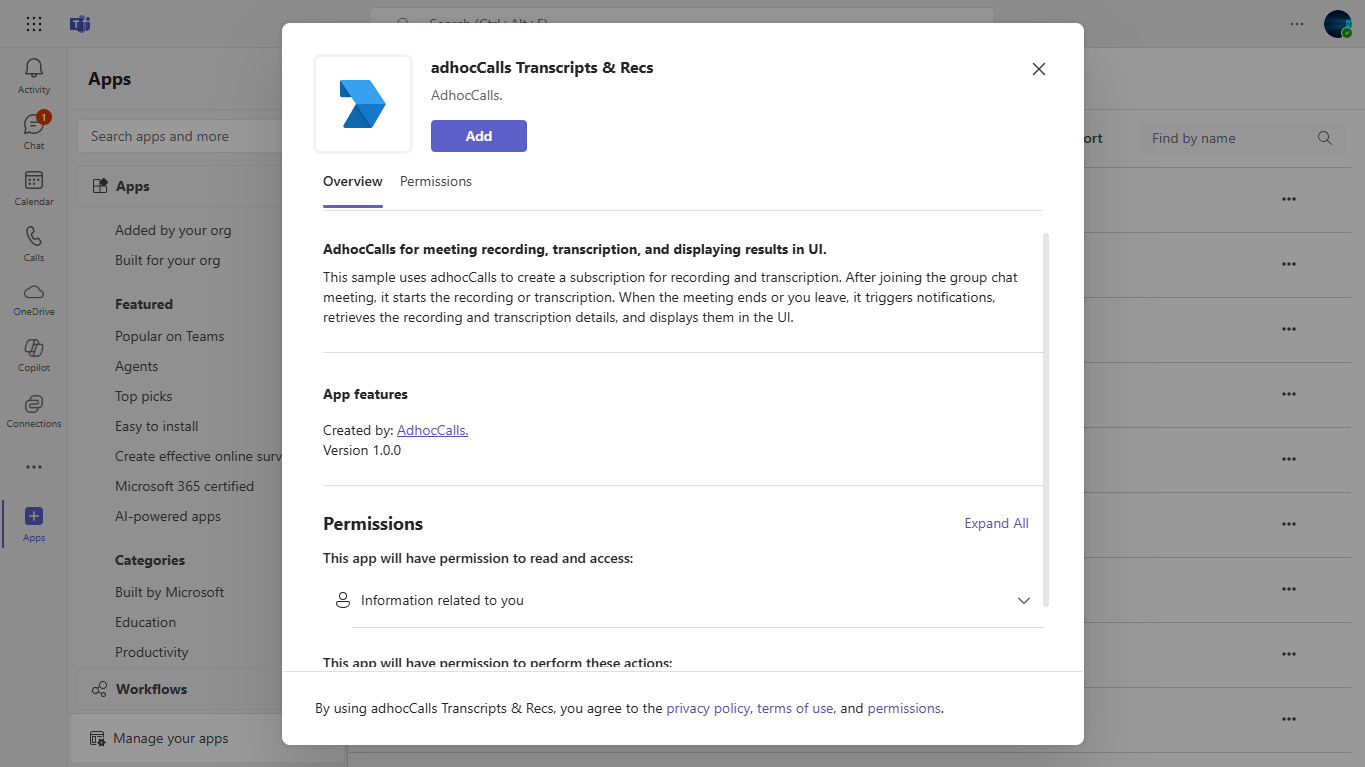 Search (Ctrl+Alt+E)
Activity
Chat
1
Calendar
Calls
OneDrive
Copilot
Connections
Apps
Apps
Search apps and more
Apps
Added by your org
Built for your org
Featured
Popular on Teams
Agents
Top picks
Easy to install
Create effective online surv
Microsoft 365 certified
AI-powered apps
Categories
Built by Microsoft
Education
Productivity
Workflows
Manage your apps
adhocCalls Transcripts & Recs
AdhocCalls.
Add
Overview
Permissions
AdhocCalls for meeting recording, transcription, and displaying results in UI.
This sample uses adhocCalls to create a subscription for recording and transcription. After joining the group chat
meeting, it starts the recording or transcription. When the meeting ends or you leave, it triggers notifications,
retrieves the recording and transcription details, and displays them in the UI.
App features
Created by: AdhocCalls.
Version 1.0.0
Permissions
Expand All
This app will have permission to read and access:
Information related to you
This app will have permission to perform these actions:
By using adhocCalls Transcripts & Recs, you agree to the privacy policy, terms of use, and permissions.
ort
Find by name